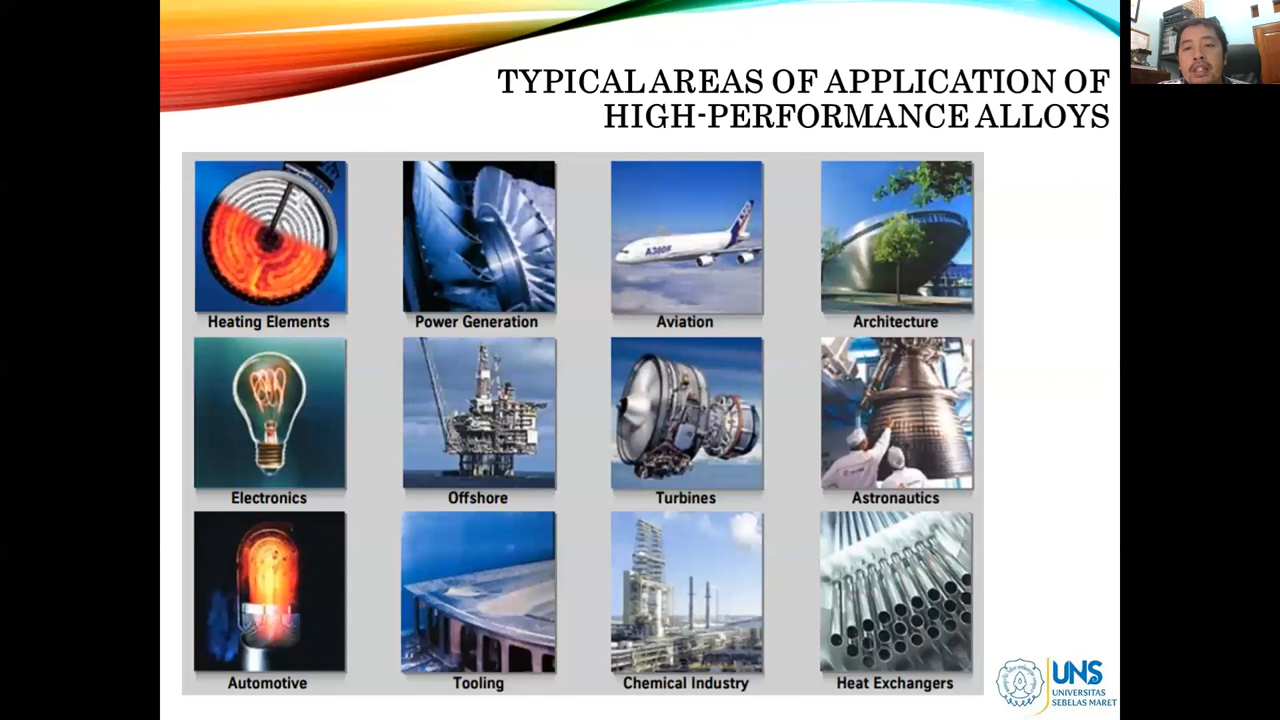 TYPICAL AREAS OF APPLICATION OF
HIGH-PERFORMANCE ALLOYS
Heating Elements
Power Generation
A380F
Aviation
Architecture
Electronics
Offshore
Turbines
Astronautics
Automotive
Tooling
Chemical Industry
Heat Exchangers
UNS
UNIVERSITAS
SEBELAS MARET